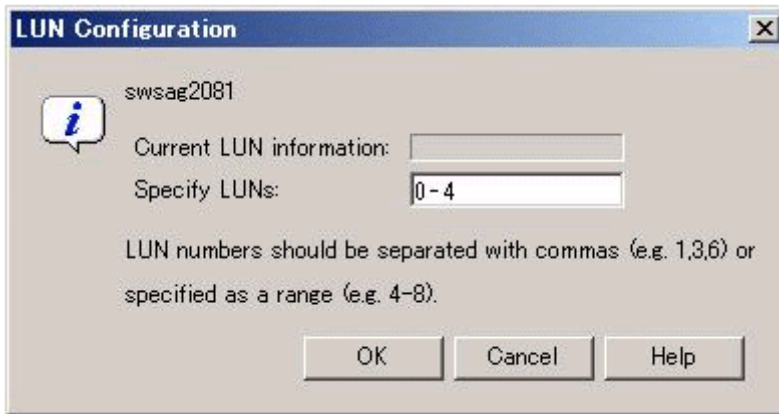 LUN Configuration
swsag2081
Current LUN information:
Specify LUNs: 0-4
LUN numbers should be separated with commas (e.g. 1,3,6) or
specified as a range (e.g. 4-8).
OK Cancel Help